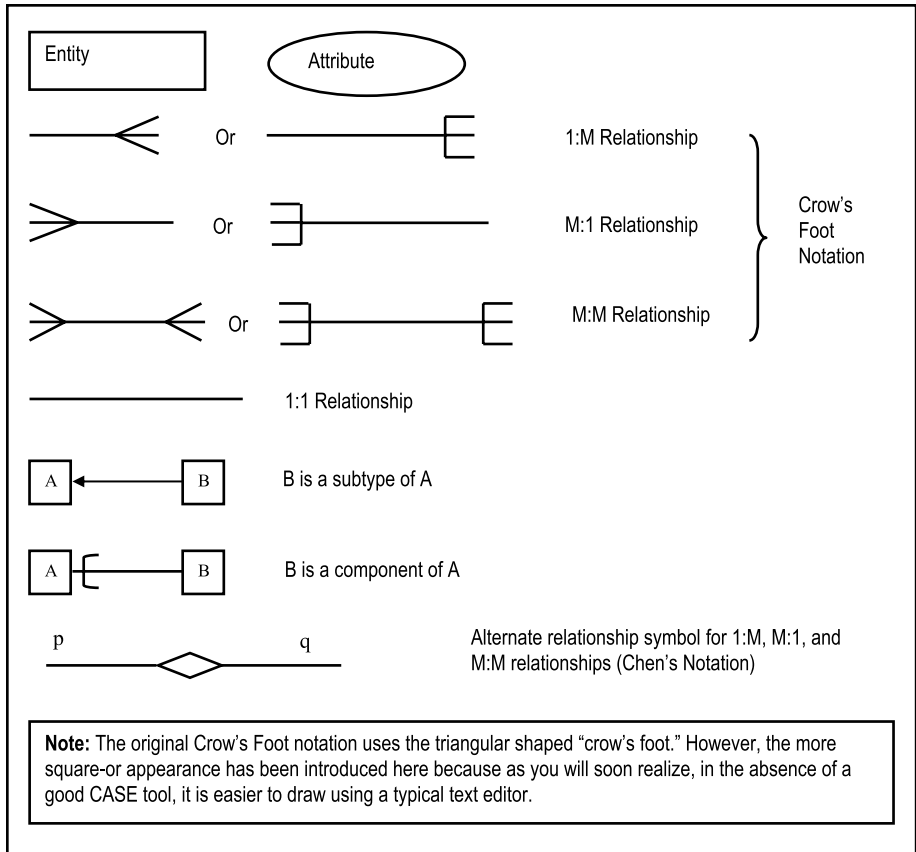 Entity
Attribute
Or
1:M Relationship
Or
M:1 Relationship
Crow's
Foot
Notation
Or
M:M Relationship
1:1 Relationship
A
B
B is a subtype of A
A
B
B is a component of A
p
q
Alternate relationship symbol for 1:M, M:1, and
M:M relationships (Chen's Notation)
Note: The original Crow's Foot notation uses the triangular shaped “crow's foot.” However, the more
square-or appearance has been introduced here because as you will soon realize, in the absence of a
good CASE tool, it is easier to draw using a typical text editor.